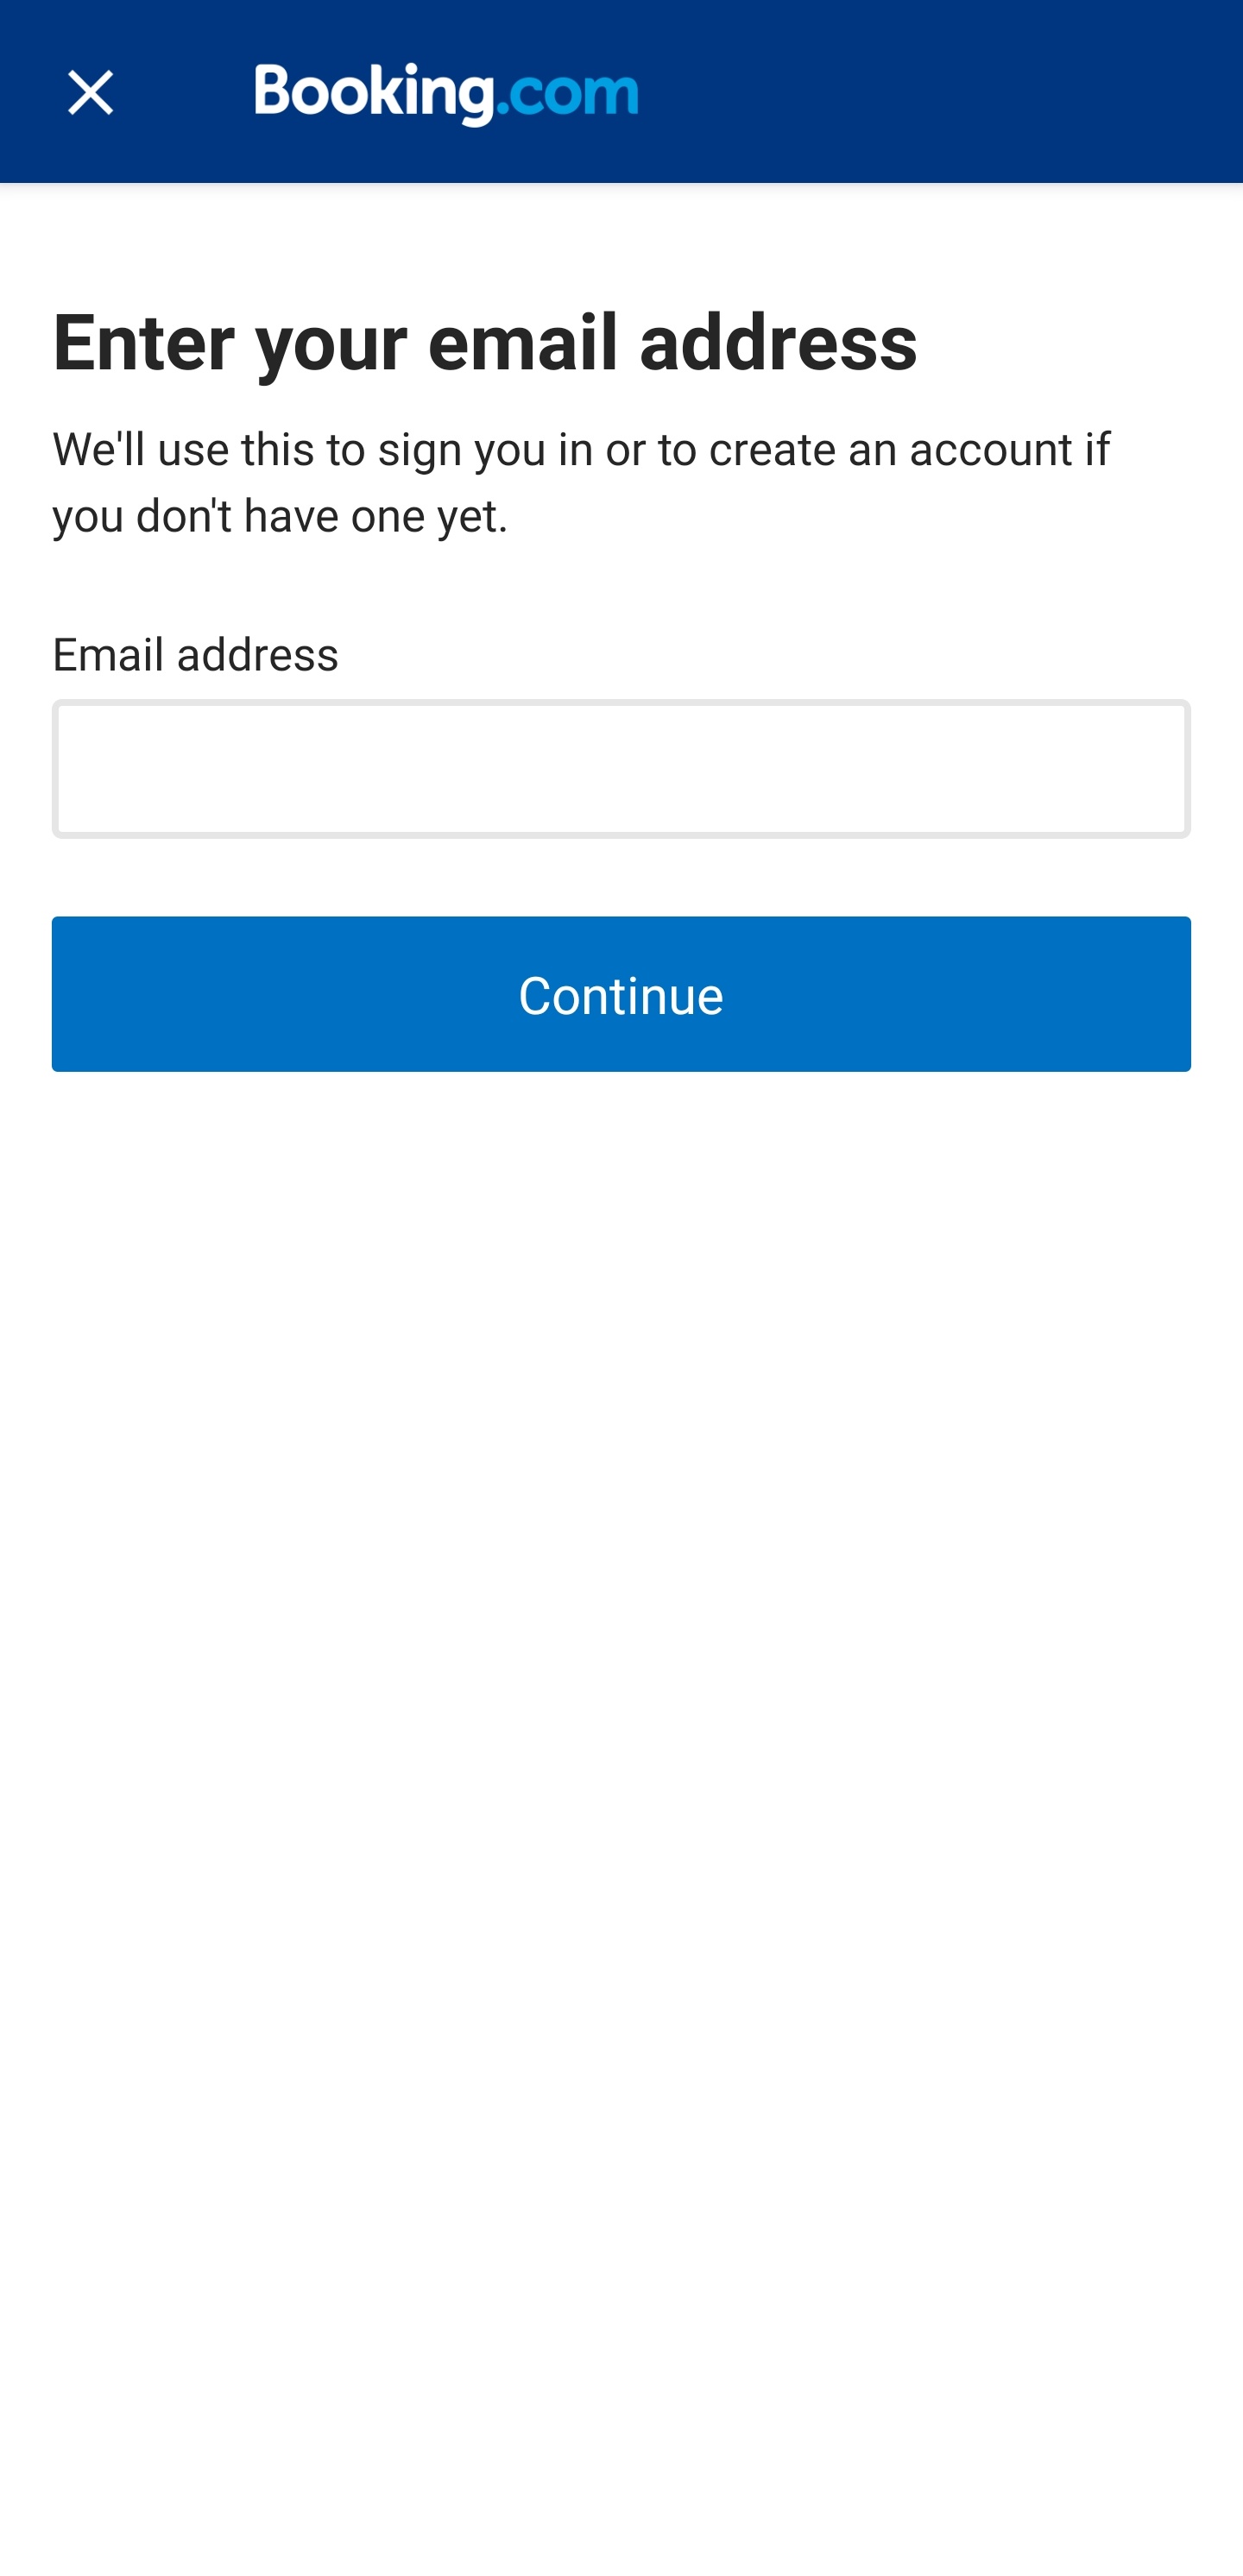 Booking.com
Enter your email address
We'll use this to sign you in or to create an account if
you don't have one yet.
Email address
Continue